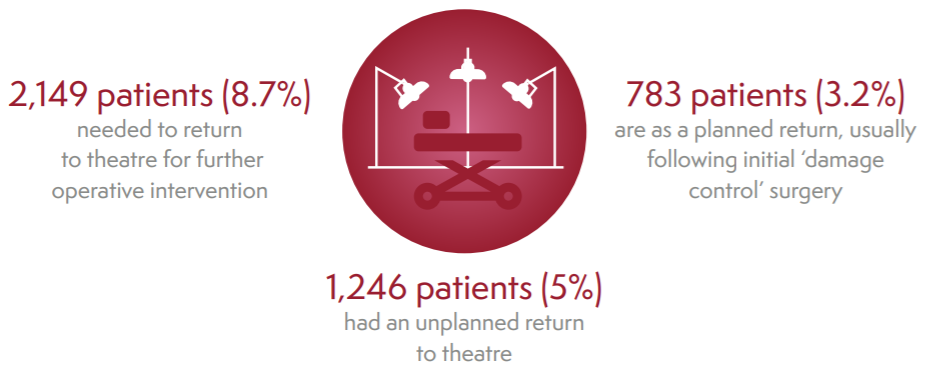 2,149 patients (8.7%)
needed to return
to theatre for further
operative intervention
783 patients (3.2%)
are as a planned return, usually
following initial ‘damage
control’ surgery
1,246 patients (5%)
had an unplanned return
to theatre